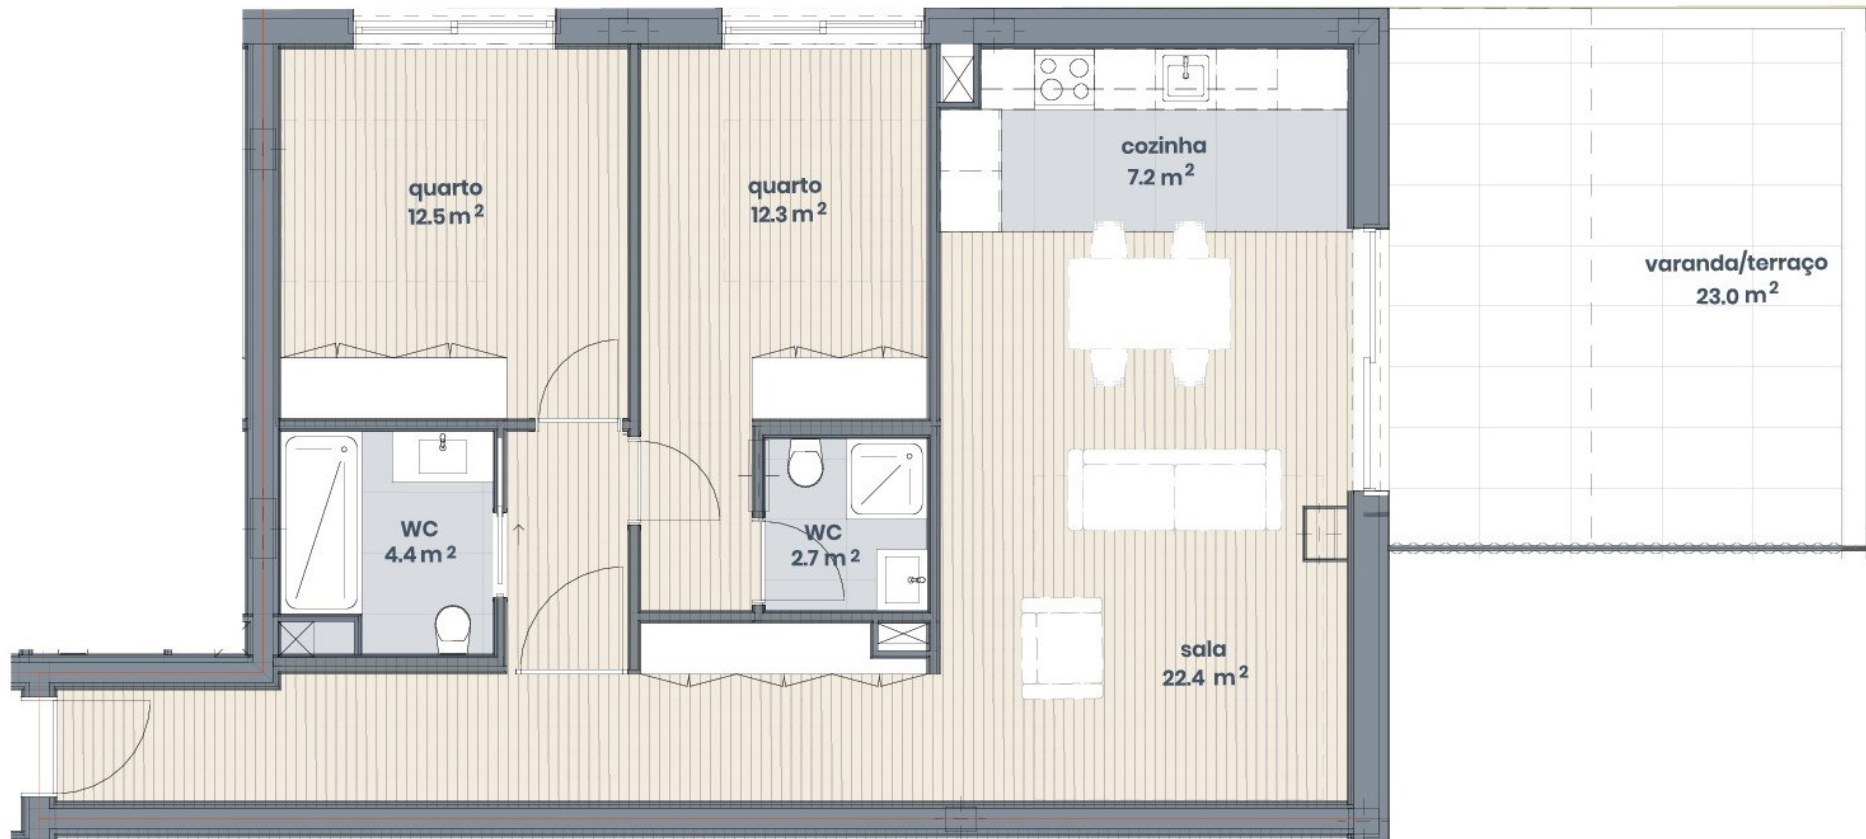 quarto
12.5 m²
quarto
12.3 m²
cozinha
7.2 m²
varanda/terraço
23.0 m²
WC
4.4 m²
WC
2.7 m²
sala
22.4 m²